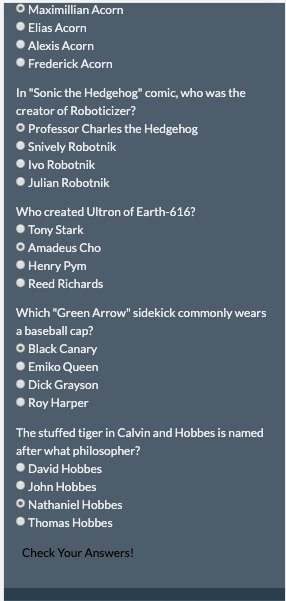 Maximillian Acorn
Elias Acorn
Alexis Acorn
Frederick Acorn
In "Sonic the Hedgehog" comic, who was the
creator of Roboticizer?
Professor Charles the Hedgehog
Snively Robotnik
Ivo Robotnik
Julian Robotnik
Who created Ultron of Earth-616?
Tony Stark
Amadeus Cho
Henry Pym
Reed Richards
Which "Green Arrow" sidekick commonly wears
a baseball cap?
Black Canary
Emiko Queen
Dick Grayson
Roy Harper
The stuffed tiger in Calvin and Hobbes is named
after what philosopher?
David Hobbes
John Hobbes
Nathaniel Hobbes
Thomas Hobbes
Check Your Answers!